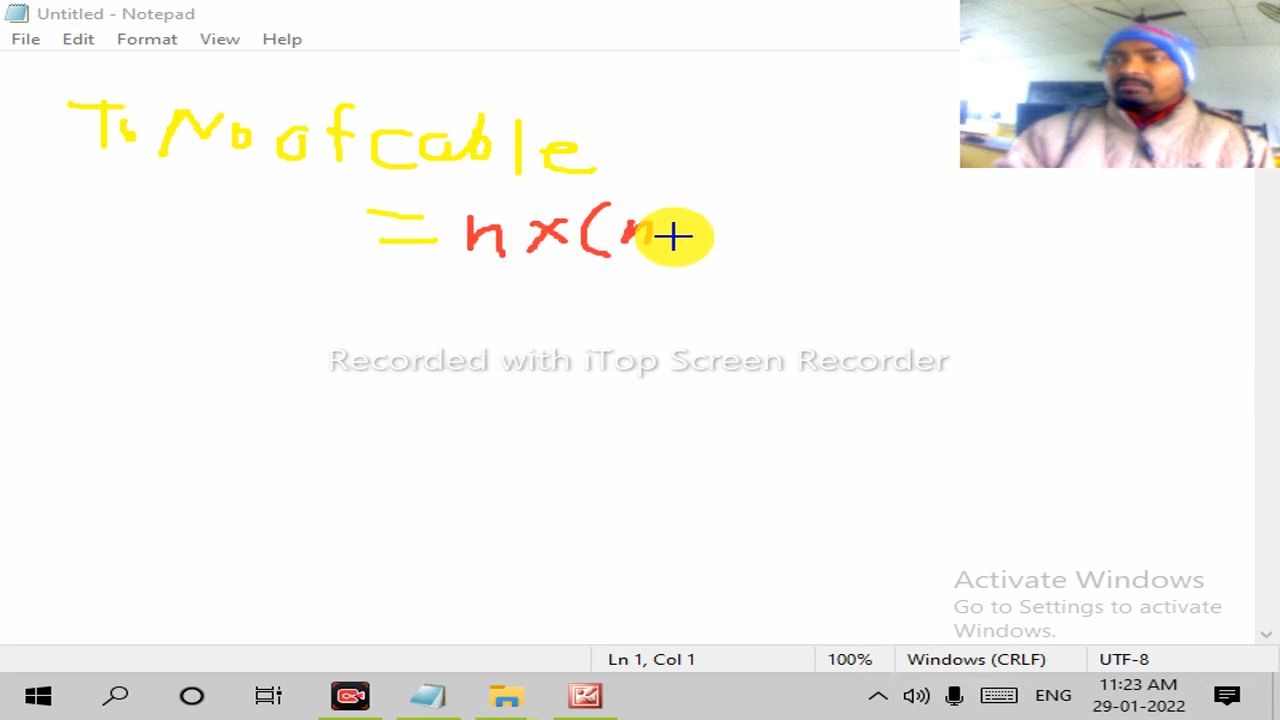 Untitled - Notepad
File Edit Format View Help
T. No of cable
= n x (n
Recorded with iTop Screen Recorder
Activate Windows
Go to Settings to activate
Windows.
Ln 1, Col 1 100% Windows (CRLF) UTF-8
ENG 11:23 AM
29-01-2022